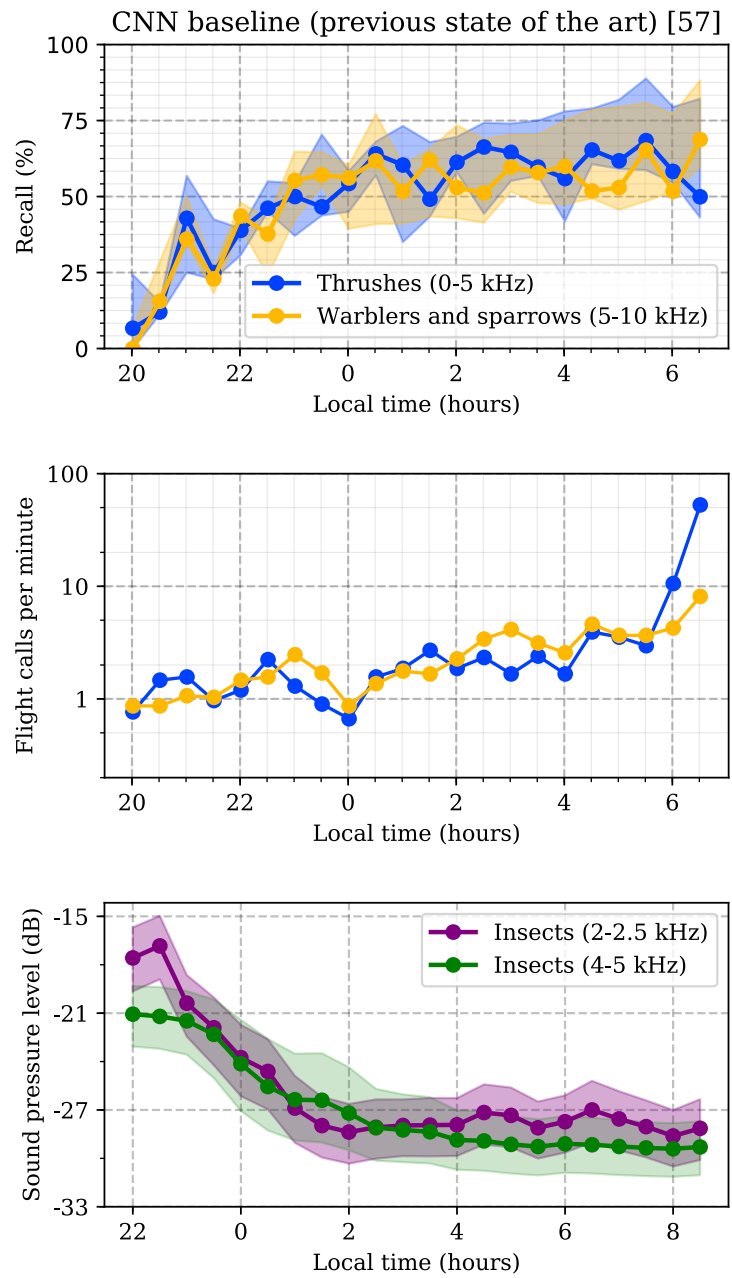 CNN baseline (previous state of the art) [57]
100
75
50
25
0
Recall (%)
Thrushes (0-5 kHz)
Warblers and sparrows (5-10 kHz)
20 22 0 2 4 6
Local time (hours)
100
10
1
Flight calls per minute
20 22 0 2 4 6
Local time (hours)
-15
-21
-27
-33
Sound pressure level (dB)
Insects (2-2.5 kHz)
Insects (4-5 kHz)
22 0 2 4 6 8
Local time (hours)